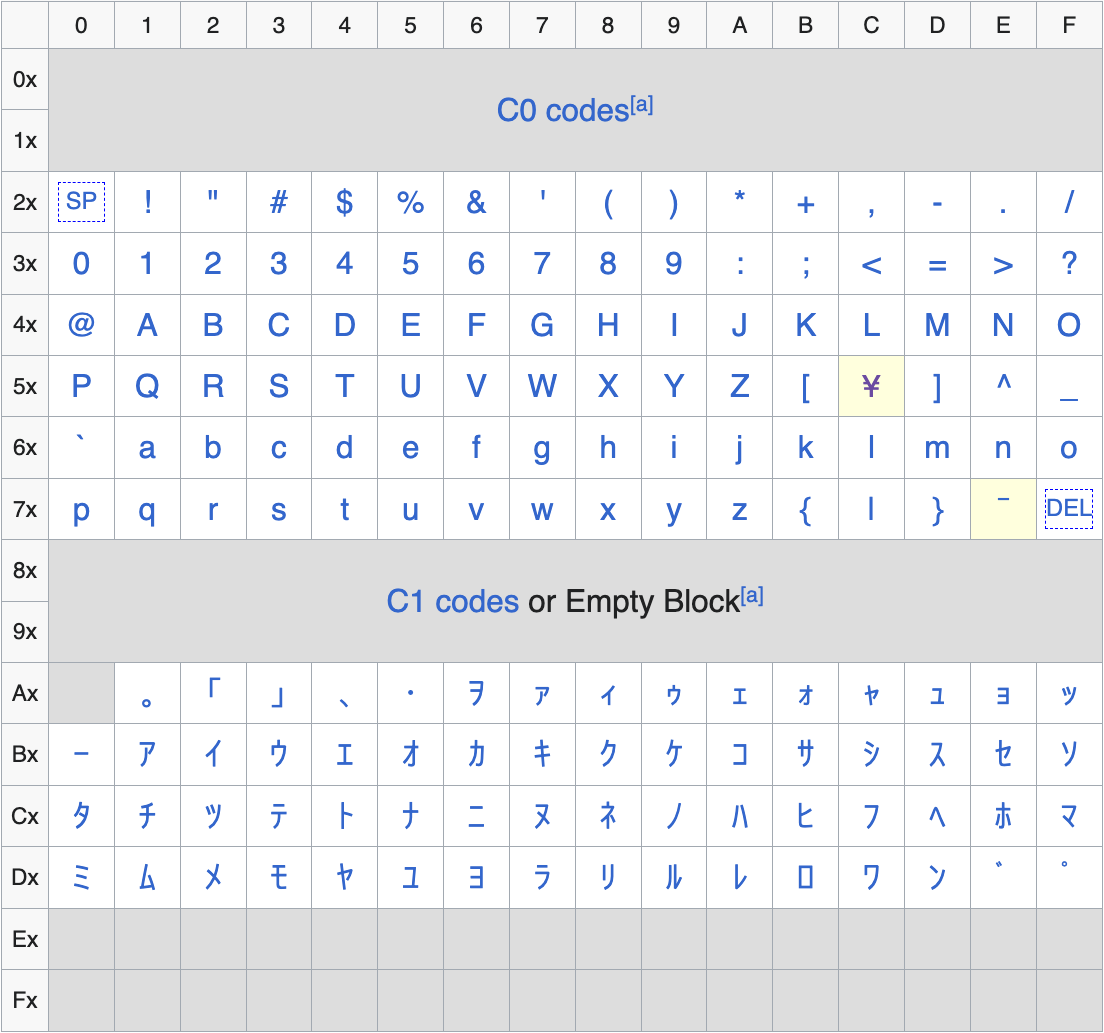 0 1 2 3 4 5 6 7 8 9 A B C D E F
0x
C0 codes[a]
1x
2x SP ! " # $ % & ' ( ) * + , - . /
3x 0 1 2 3 4 5 6 7 8 9 : ; < = > ?
4x @ A B C D E F G H I J K L M N O
5x P Q R S T U V W X Y Z [ ¥ ] ^ _
6x ` a b c d e f g h i j k l m n o
7x p q r s t u v w x y z { | } ‾ DEL
8x
C1 codes or Empty Block[a]
9x
Ax 。 「 」 、 ・ ヲ ァ ィ ゥ ェ ォ ャ ュ ョ ッ
Bx ー ア イ ウ エ オ カ キ ク ケ コ サ シ ス セ ソ
Cx タ チ ツ テ ト ナ ニ ヌ ネ ノ ハ ヒ フ ヘ ホ マ
Dx ミ ム メ モ ヤ ユ ヨ ラ リ ル レ ロ ワ ン ゛ ゜
Ex
Fx